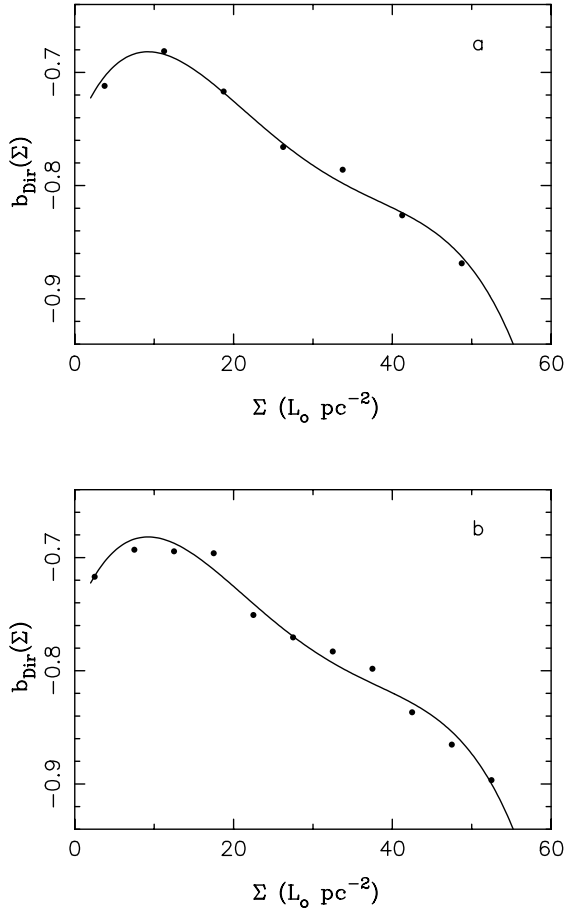 a
−0.7
−0.8
−0.9
b_Dir(Σ)
0 20 40 60
Σ (L_o pc^−2)
b
−0.7
−0.8
−0.9
b_Dir(Σ)
0 20 40 60
Σ (L_o pc^−2)